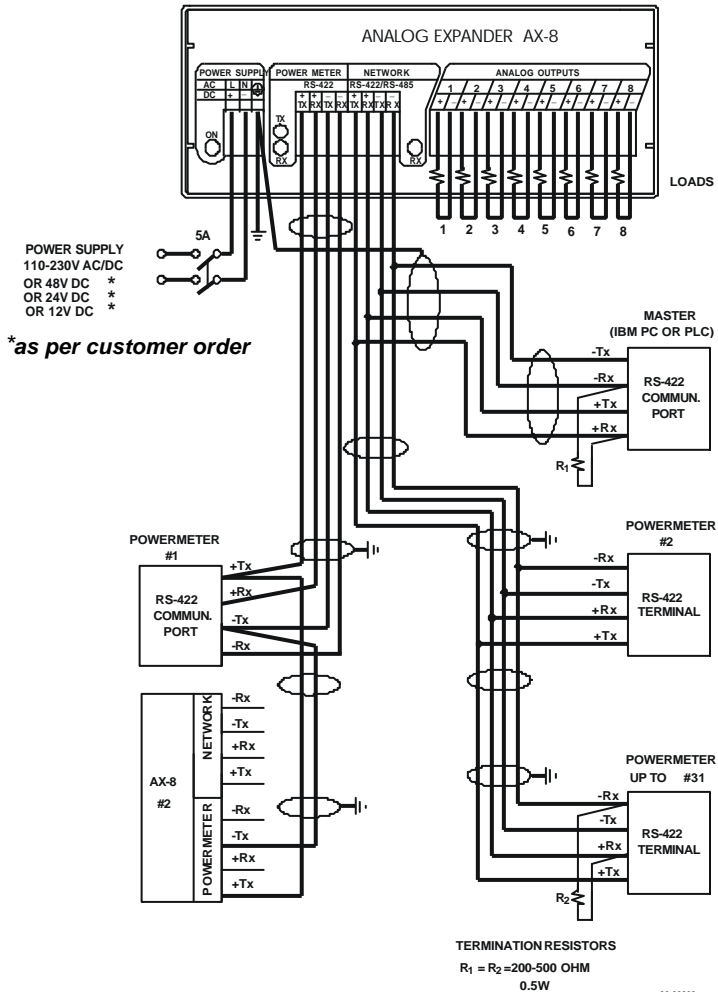 ANALOG EXPANDER AX-8
POWER SUPPLY
POWER METER
NETWORK
ANALOG OUTPUTS
AC L N
DC + −
RS-422
RS-422/RS-485
+ + − − + + − −
TX RX TX RX TX RX TX RX
1 2 3 4 5 6 7 8
+ − + − + − + − + − + − + − + −
ON
TX
RX
RX
LOADS
1 2 3 4 5 6 7 8
5A
POWER SUPPLY
110-230V AC/DC
OR 48V DC *
OR 24V DC *
OR 12V DC *
*as per customer order
MASTER
(IBM PC OR PLC)
-Tx
-Rx
+Tx
+Rx
RS-422
COMMUN.
PORT
R1
POWERMETER
#1
+Tx
+Rx
-Tx
-Rx
RS-422
COMMUN.
PORT
POWERMETER
#2
-Rx
-Tx
+Rx
+Tx
RS-422
TERMINAL
AX-8
#2
NETWORK
-Rx
-Tx
+Rx
+Tx
POWERMETER
-Rx
-Tx
+Rx
+Tx
POWERMETER
UP TO #31
-Rx
-Tx
+Rx
+Tx
RS-422
TERMINAL
R2
TERMINATION RESISTORS
R1 = R2 =200-500 OHM
0.5W